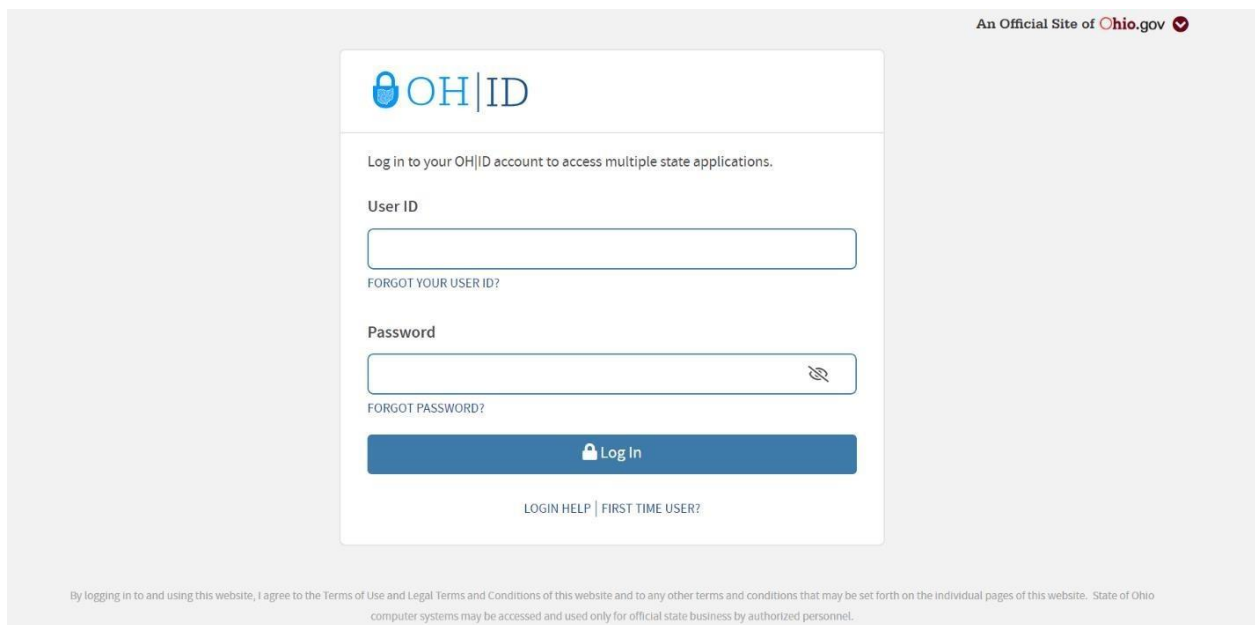 An Official Site of Ohio.gov
OH|ID
Log in to your OH|ID account to access multiple state applications.
User ID
FORGOT YOUR USER ID?
Password
FORGOT PASSWORD?
Log In
LOGIN HELP | FIRST TIME USER?
By logging in to and using this website, I agree to the Terms of Use and Legal Terms and Conditions of this website and to any other terms and conditions that may be set forth on the individual pages of this website. State of Ohio
computer systems may be accessed and used only for official state business by authorized personnel.